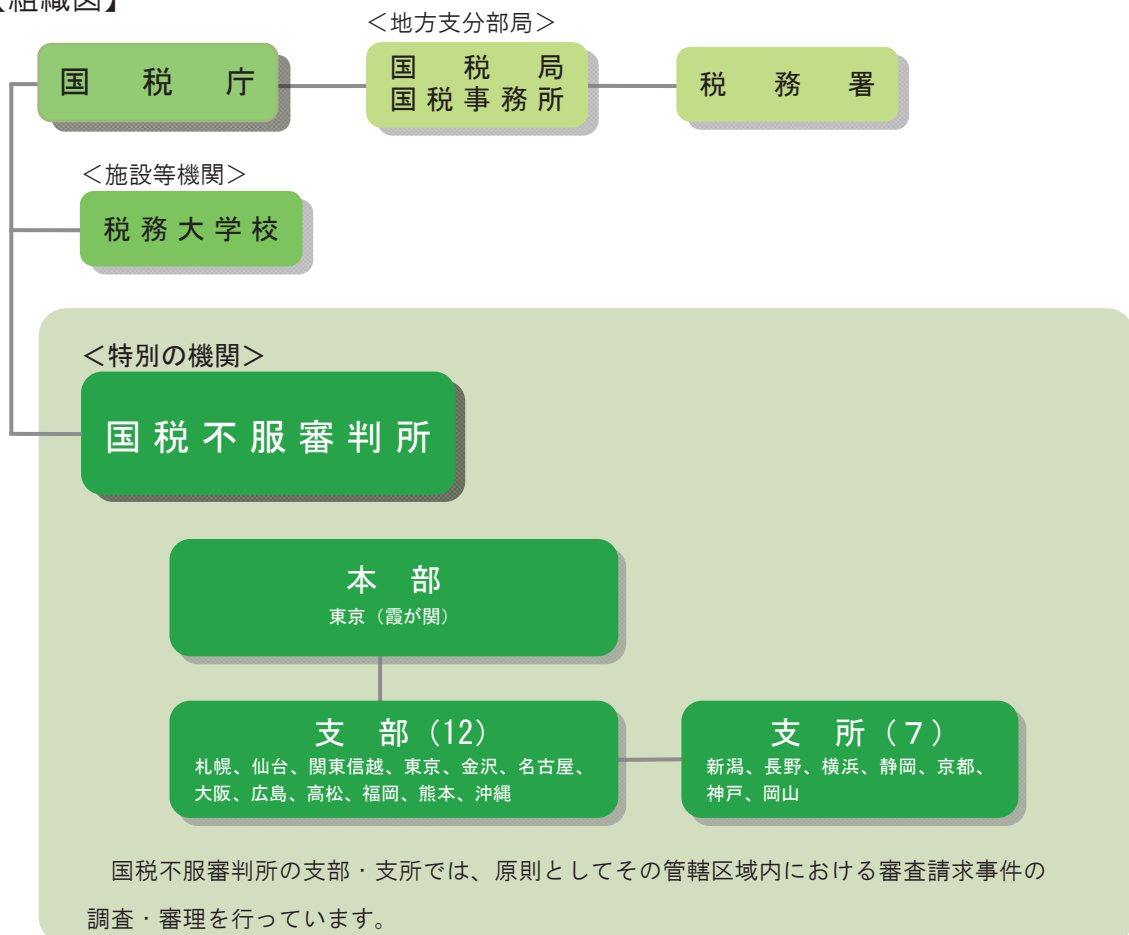 【組織図】
＜地方支分部局＞
国税庁
国税局
国税事務所
税務署
＜施設等機関＞
税務大学校
＜特別の機関＞
国税不服審判所
本部
東京（霞が関）
支部（12）
札幌、仙台、関東信越、東京、金沢、名古屋、
大阪、広島、高松、福岡、熊本、沖縄
支所（７）
新潟、長野、横浜、静岡、京都、
神戸、岡山
国税不服審判所の支部・支所では、原則としてその管轄区域内における審査請求事件の
調査・審理を行っています。